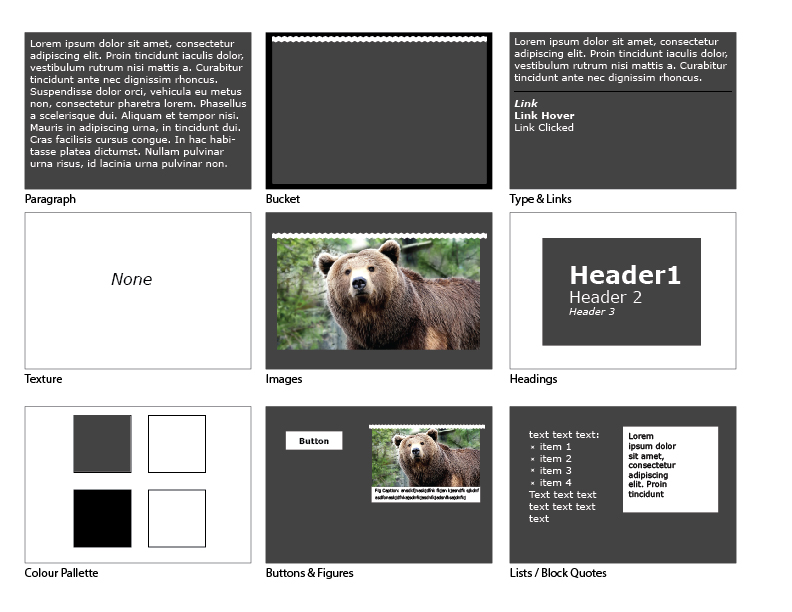 Lorem ipsum dolor sit amet, consectetur
adipiscing elit. Proin tincidunt iaculis dolor,
vestibulum rutrum nisi mattis a. Curabitur
tincidunt ante nec dignissim rhoncus.
Suspendisse dolor orci, vehicula eu metus
non, consectetur pharetra lorem. Phasellus
a scelerisque dui. Aliquam et tempor nisi.
Mauris in adipiscing urna, in tincidunt dui.
Cras facilisis cursus congue. In hac habi-
tasse platea dictumst. Nullam pulvinar
urna risus, id lacinia urna pulvinar non.
Paragraph
Bucket
Lorem ipsum dolor sit amet, consectetur
adipiscing elit. Proin tincidunt iaculis dolor,
vestibulum rutrum nisi mattis a. Curabitur
tincidunt ante nec dignissim rhoncus.
Link
Link Hover
Link Clicked
Type & Links
None
Texture
Images
Header1
Header 2
Header 3
Headings
Colour Pallette
Button
Fig Caption:
Buttons & Figures
text text text:
× item 1
× item 2
× item 3
× item 4
Text text text
text text text
text
Lorem
ipsum dolor
sit amet,
consectetur
adipiscing
elit. Proin
tincidunt
Lists / Block Quotes